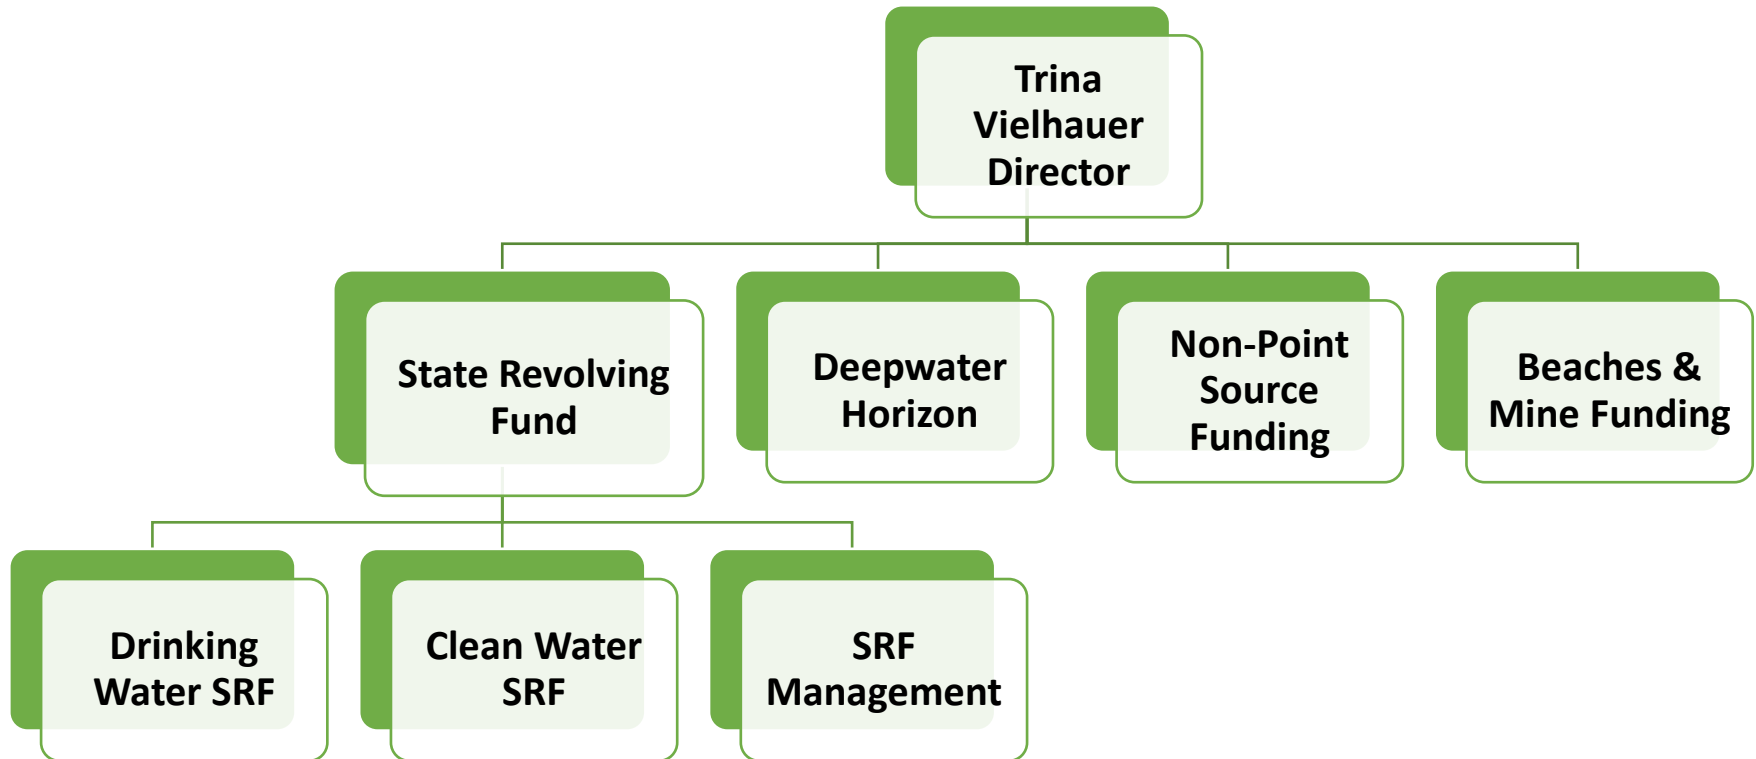 Trina
Vielhauer
Director
State Revolving
Fund
Deepwater
Horizon
Non-Point
Source
Funding
Beaches &
Mine Funding
Drinking
Water SRF
Clean Water
SRF
SRF
Management